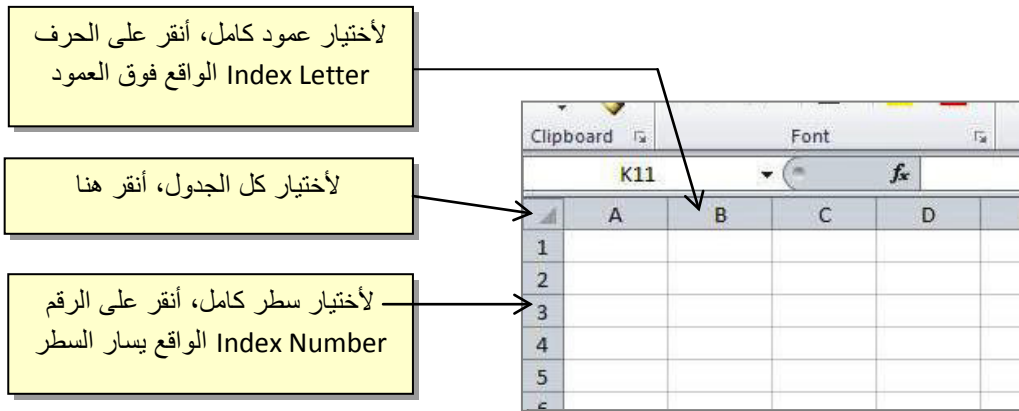 لأختيار عمود كامل، أنقر على الحرف
Index Letter الواقع فوق العمود
لأختيار كل الجدول، أنقر هنا
لأختيار سطر كامل، أنقر على الرقم
Index Number الواقع يسار السطر
Clipboard Font
K11 fx
A B C D
1
2
3
4
5